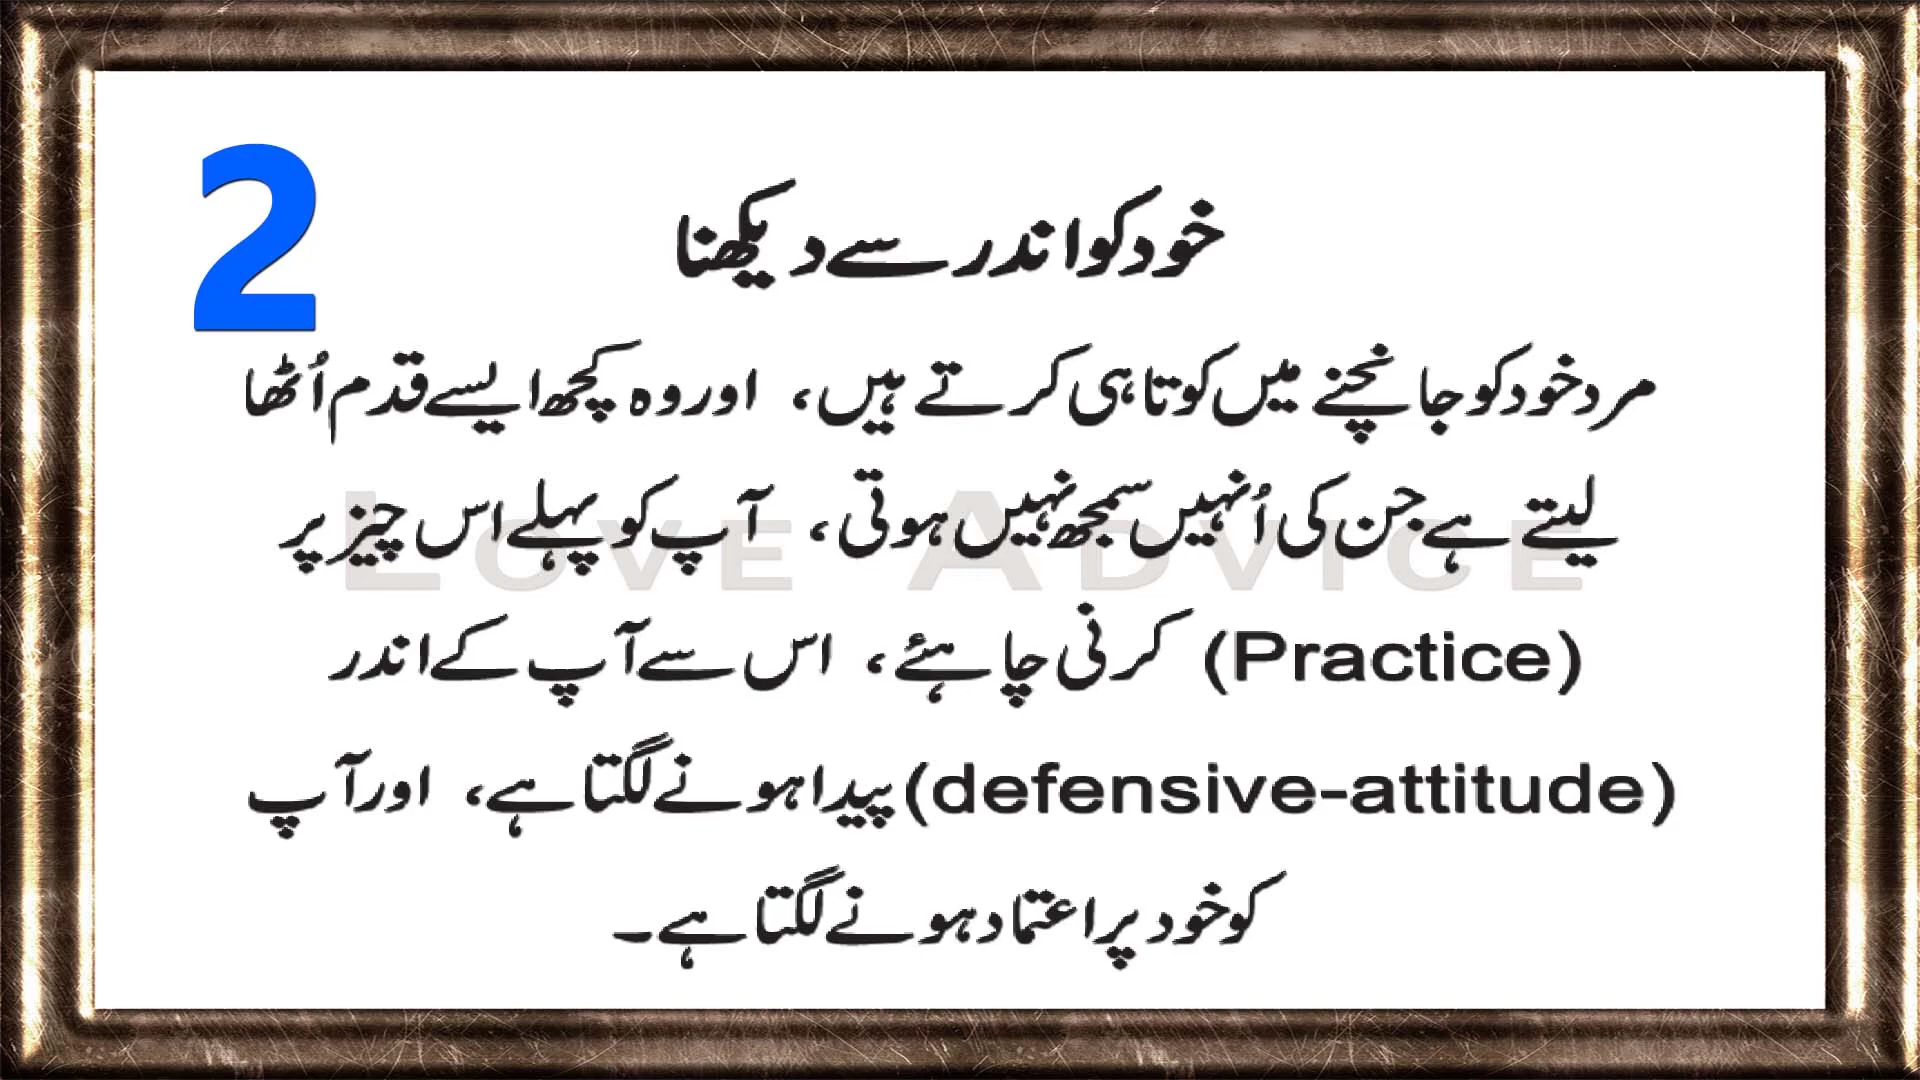 2
خود کو اندر سے دیکھنا
مرد خود کو جانچنے میں کوتاہی کرتے ہیں، اور وہ کچھ ایسے قدم اُٹھا
لیتے ہے جن کی اُنہیں سمجھ نہیں ہوتی، آپ کو پہلے اس چیز پر
LOVE ADVICE
(Practice) کرنی چاہئے، اس سے آپ کے اندر
(defensive-attitude) پیدا ہونے لگتا ہے، اور آپ
کو خود پر اعتماد ہونے لگتا ہے۔